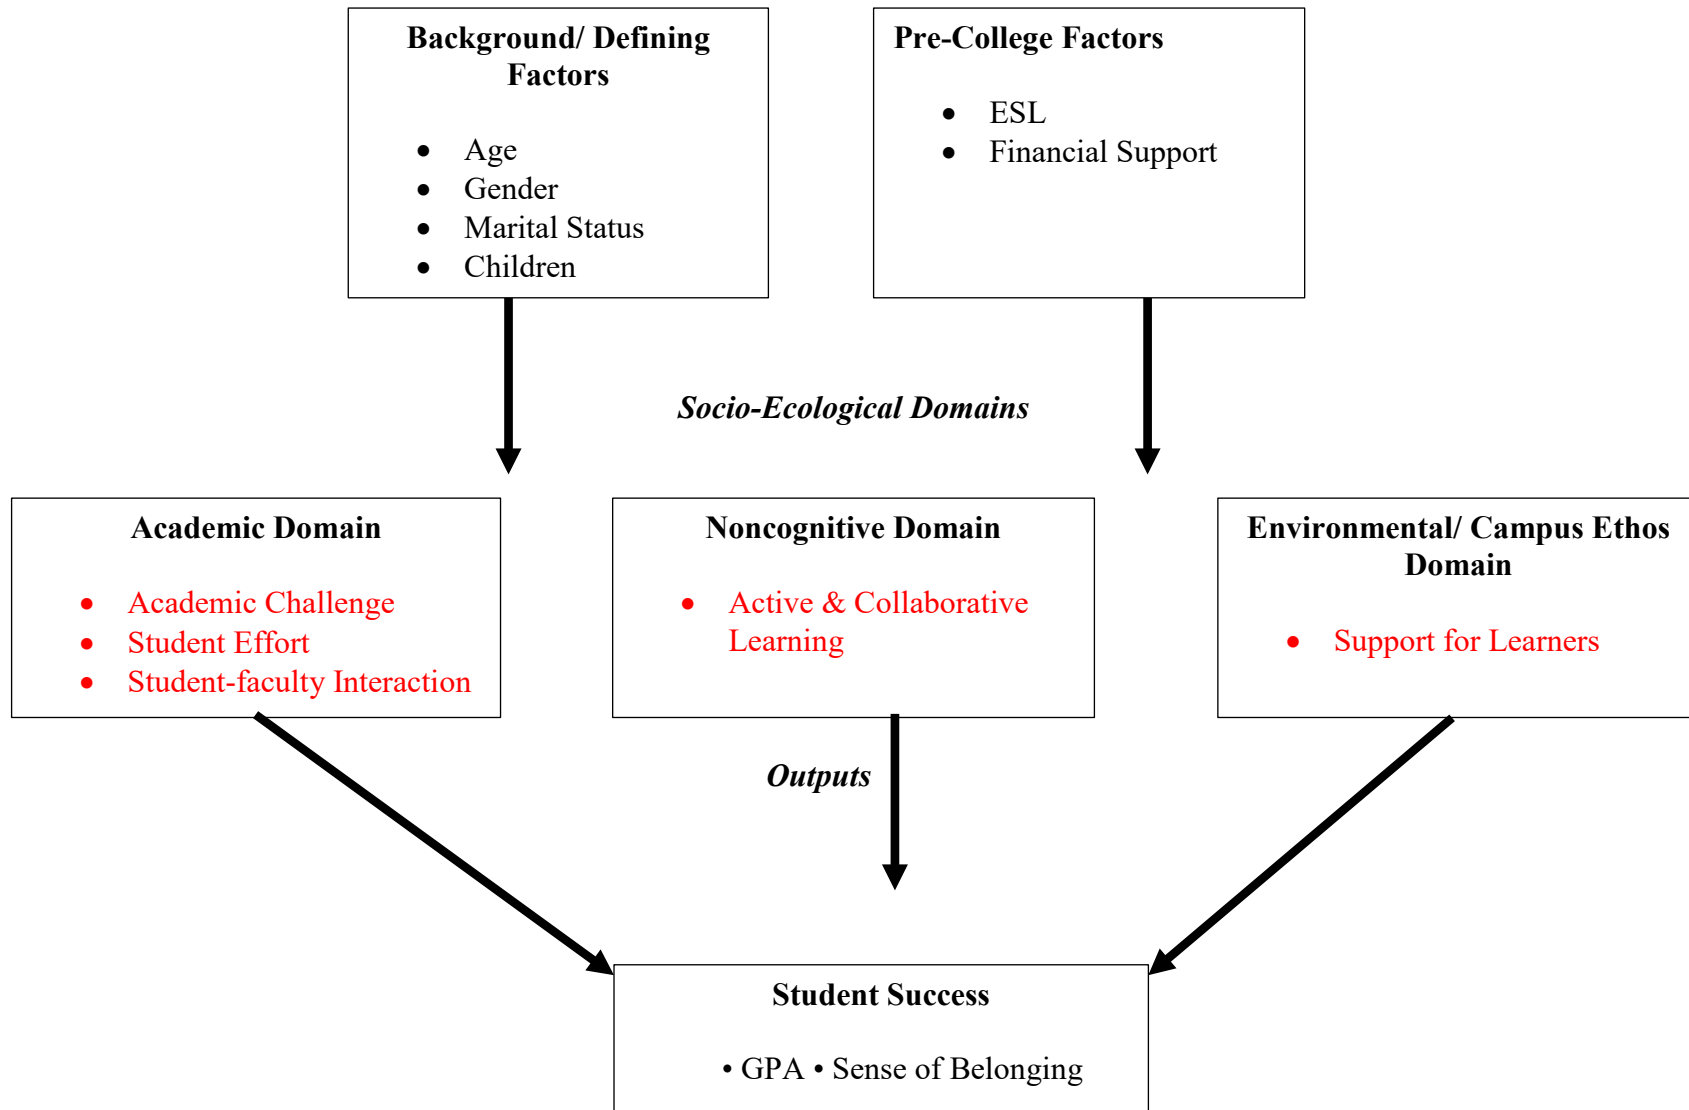 Background/ Defining
Factors
• Age
• Gender
• Marital Status
• Children
Pre-College Factors
• ESL
• Financial Support
Socio-Ecological Domains
Academic Domain
• Academic Challenge
• Student Effort
• Student-faculty Interaction
Noncognitive Domain
• Active & Collaborative
Learning
Environmental/ Campus Ethos
Domain
• Support for Learners
Outputs
Student Success
• GPA • Sense of Belonging